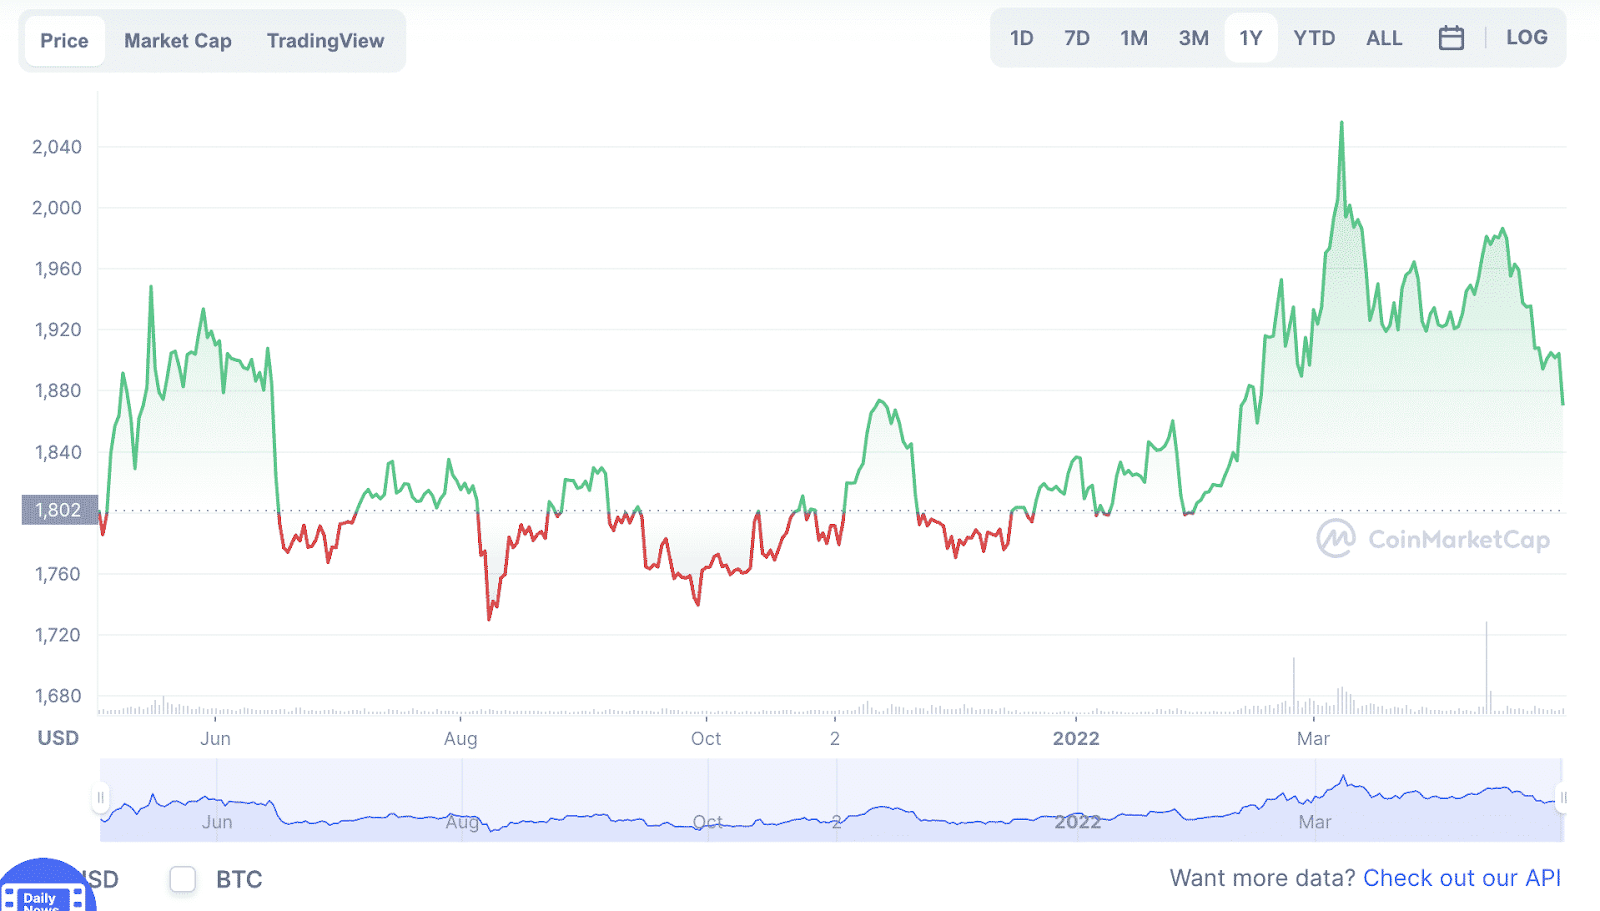 Price Market Cap TradingView
1D 7D 1M 3M 1Y YTD ALL LOG
2,040
2,000
1,960
1,920
1,880
1,840
1,802
1,760
1,720
1,680
CoinMarketCap
USD
Jun Aug Oct 2 2022 Mar
Jun Aug Oct 2 2022 Mar
SD BTC
Want more data? Check out our API
Daily
News